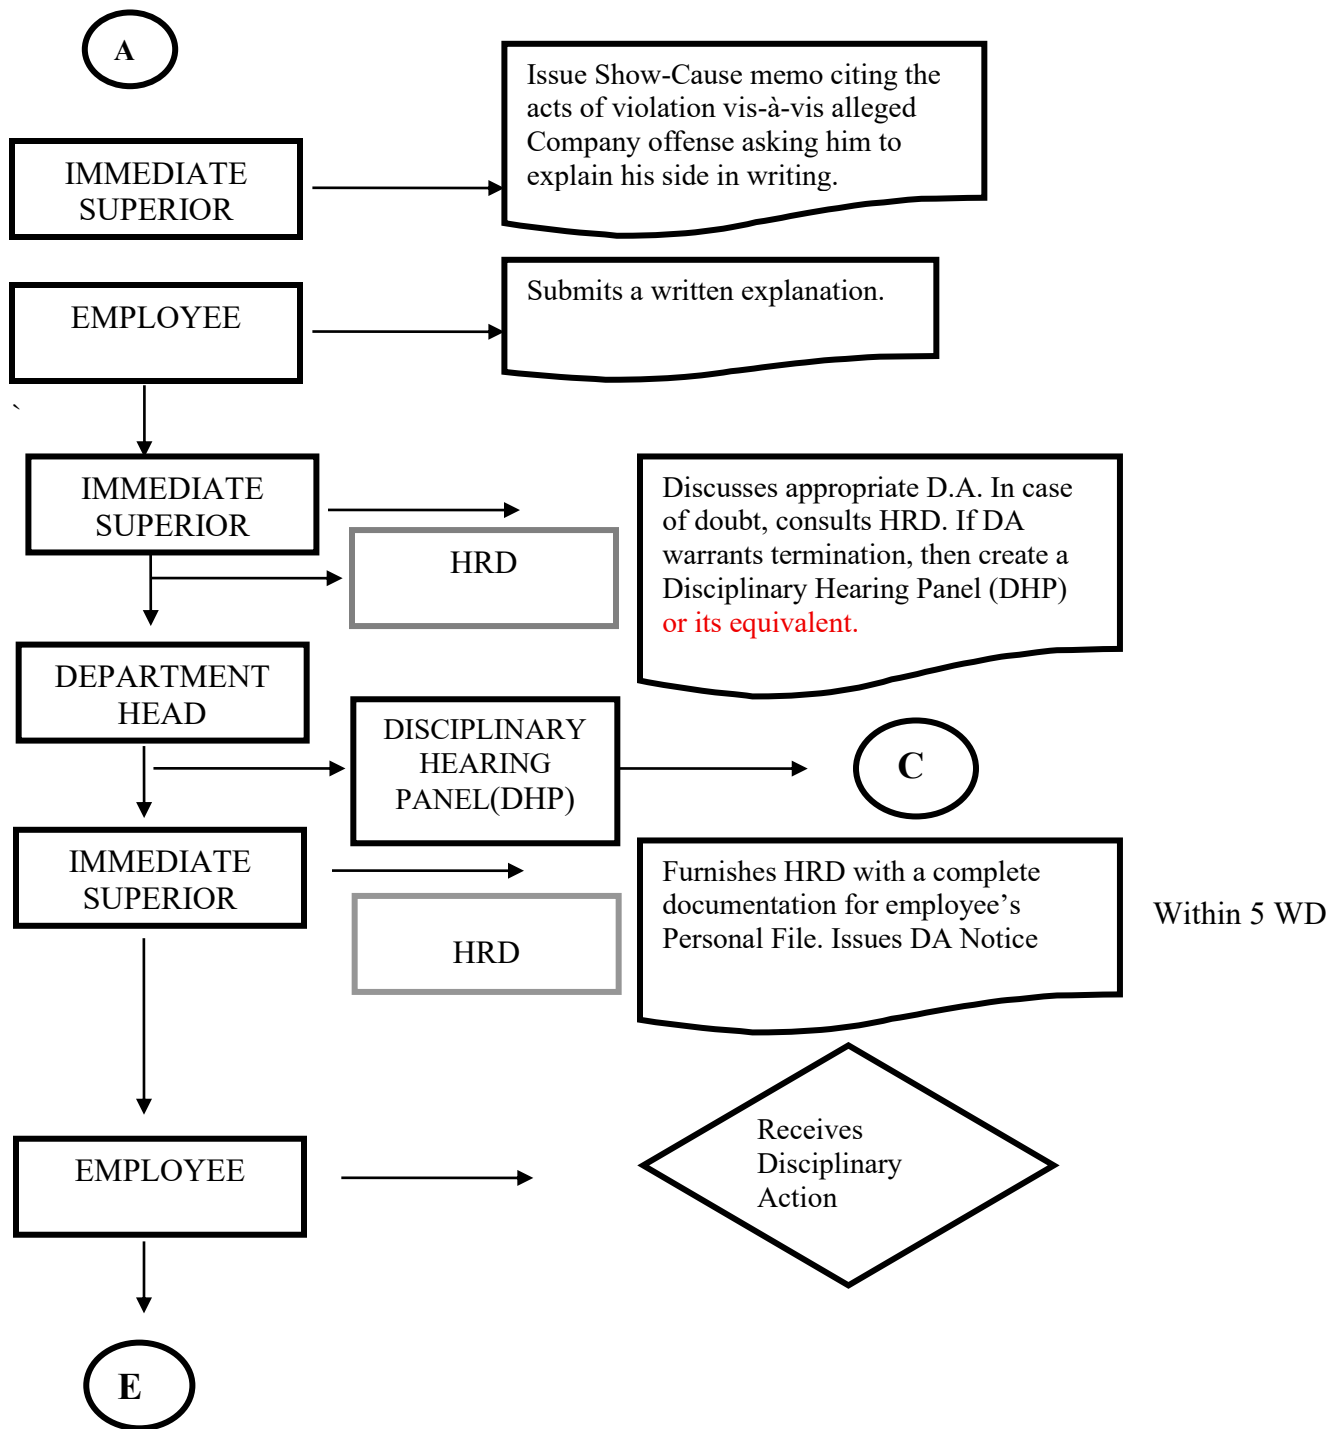 A
Issue Show-Cause memo citing the
acts of violation vis-à-vis alleged
Company offense asking him to
explain his side in writing.
IMMEDIATE
SUPERIOR
EMPLOYEE
Submits a written explanation.
`
IMMEDIATE
SUPERIOR
HRD
Discusses appropriate D.A. In case
of doubt, consults HRD. If DA
warrants termination, then create a
Disciplinary Hearing Panel (DHP)
or its equivalent.
DEPARTMENT
HEAD
DISCIPLINARY
HEARING
PANEL(DHP)
C
IMMEDIATE
SUPERIOR
HRD
Furnishes HRD with a complete
documentation for employee’s
Personal File. Issues DA Notice
Within 5 WD
EMPLOYEE
Receives
Disciplinary
Action
E